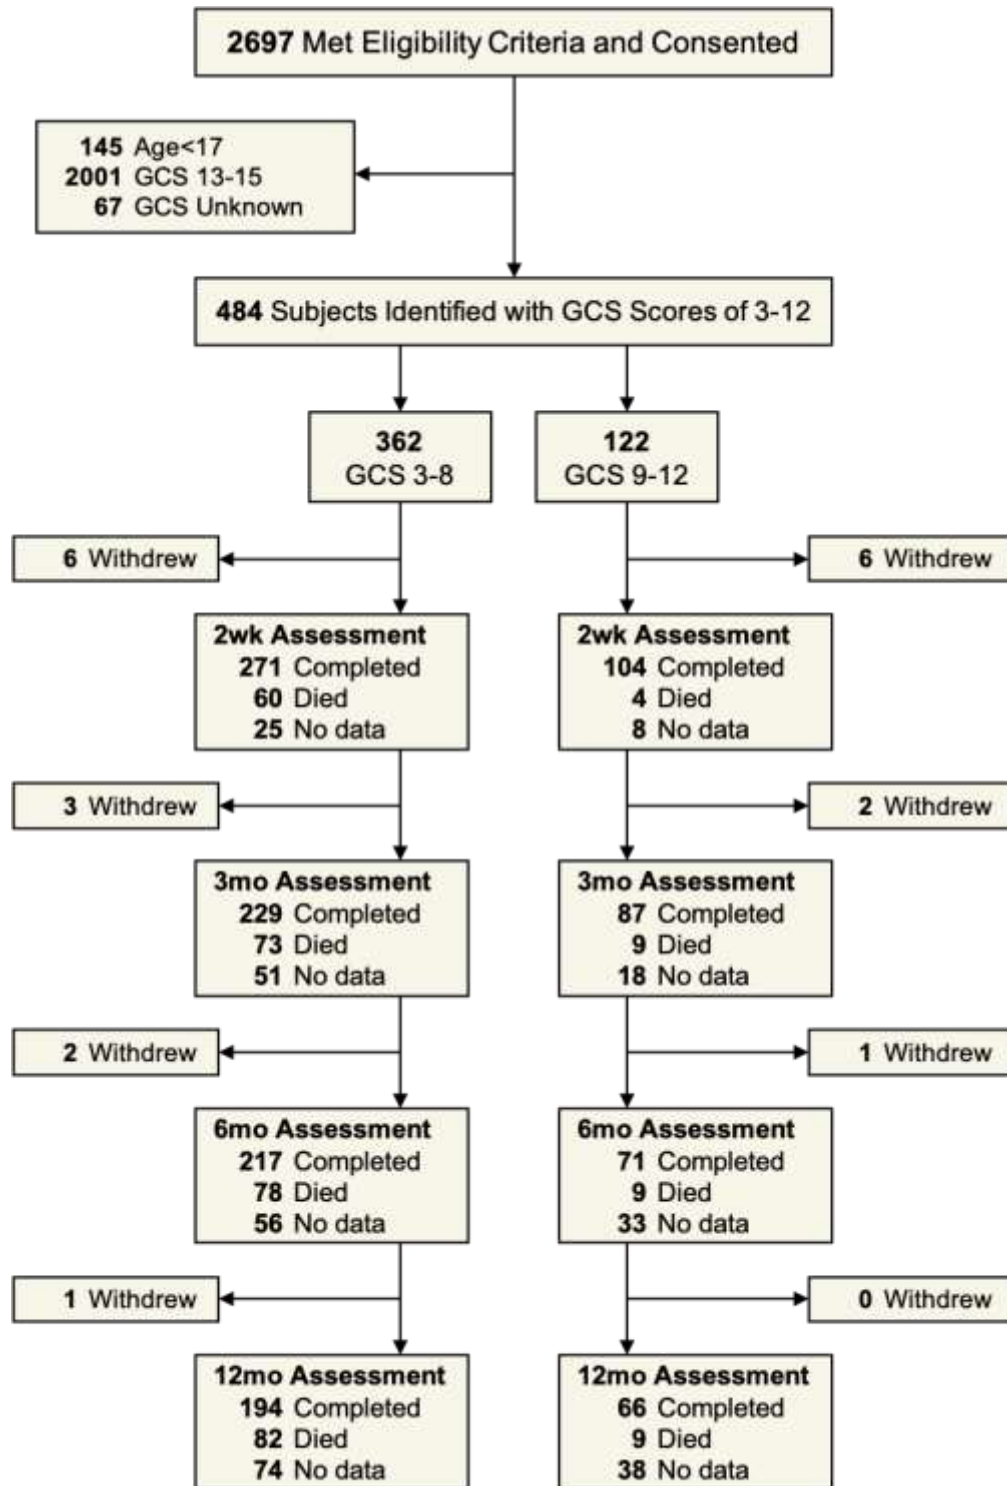 2697 Met Eligibility Criteria and Consented
145 Age<17
2001 GCS 13-15
67 GCS Unknown
484 Subjects Identified with GCS Scores of 3-12
362
GCS 3-8
122
GCS 9-12
6 Withdrew
6 Withdrew
2wk Assessment
271 Completed
60 Died
25 No data
2wk Assessment
104 Completed
4 Died
8 No data
3 Withdrew
2 Withdrew
3mo Assessment
229 Completed
73 Died
51 No data
3mo Assessment
87 Completed
9 Died
18 No data
2 Withdrew
1 Withdrew
6mo Assessment
217 Completed
78 Died
56 No data
6mo Assessment
71 Completed
9 Died
33 No data
1 Withdrew
0 Withdrew
12mo Assessment
194 Completed
82 Died
74 No data
12mo Assessment
66 Completed
9 Died
38 No data